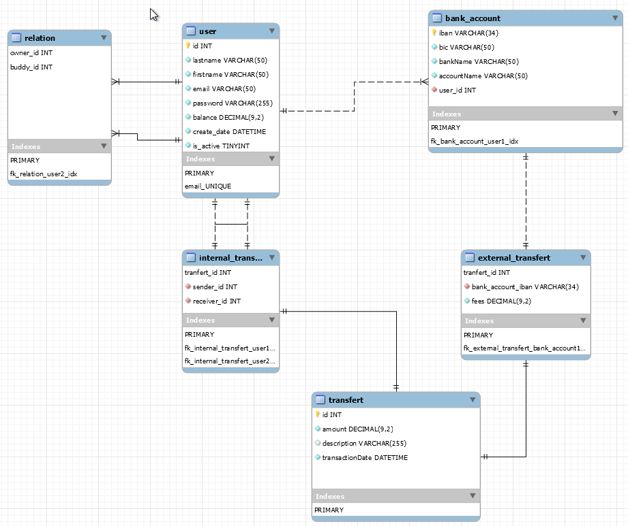 relation
owner_id INT
buddy_id INT
Indexes
PRIMARY
fk_relation_user2_idx
user
id INT
lastname VARCHAR(50)
firstname VARCHAR(50)
email VARCHAR(50)
password VARCHAR(255)
balance DECIMAL(9,2)
create_date DATETIME
is_active TINYINT
Indexes
PRIMARY
email_UNIQUE
bank_account
iban VARCHAR(34)
bic VARCHAR(50)
bankName VARCHAR(50)
accountName VARCHAR(50)
user_id INT
Indexes
PRIMARY
fk_bank_account_user1_idx
internal_trans...
tranfert_id INT
sender_id INT
receiver_id INT
Indexes
PRIMARY
fk_internal_transfert_user1...
fk_internal_transfert_user2...
external_transfert
tranfert_id INT
bank_account_iban VARCHAR(34)
fees DECIMAL(9,2)
Indexes
PRIMARY
fk_external_transfert_bank_account1...
transfert
id INT
amount DECIMAL(9,2)
description VARCHAR(255)
transactionDate DATETIME
Indexes
PRIMARY